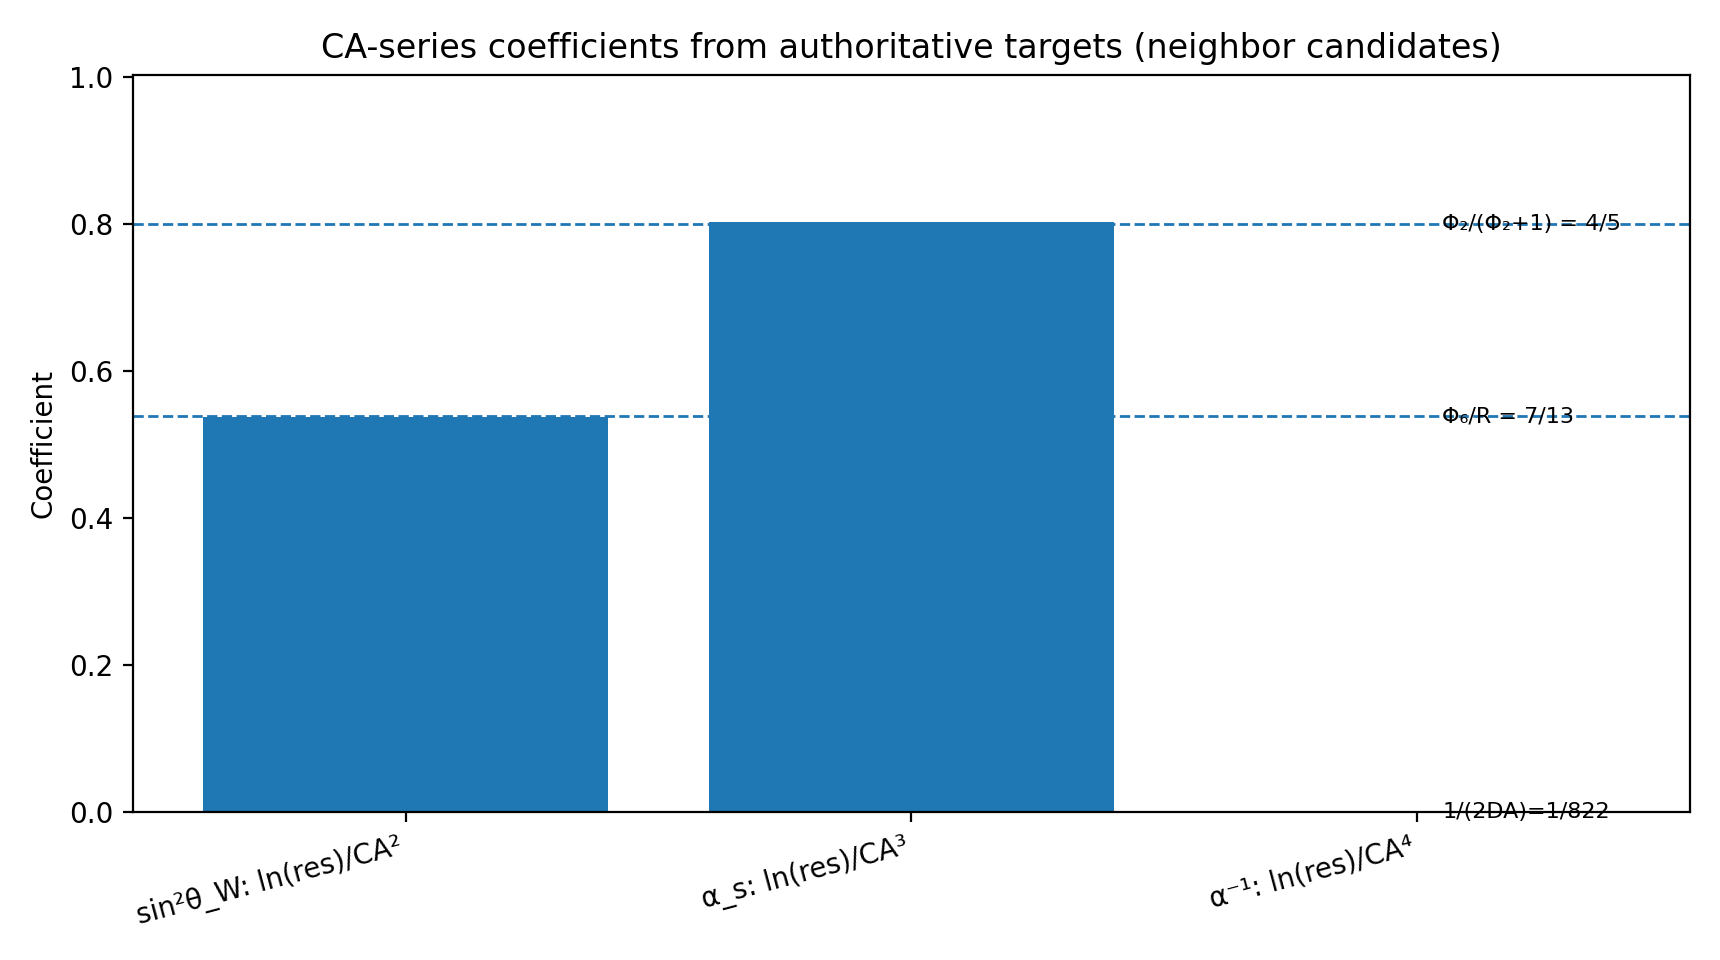 CA-series coefficients from authoritative targets (neighbor candidates)
Coefficient
1.0
0.8
0.6
0.4
0.2
0.0
Φ₂/(Φ₂+1) = 4/5
Φ₆/R = 7/13
1/(2DA)=1/822
sin²θ_W: ln(res)/CA²
α_s: ln(res)/CA³
α⁻¹: ln(res)/CA⁴